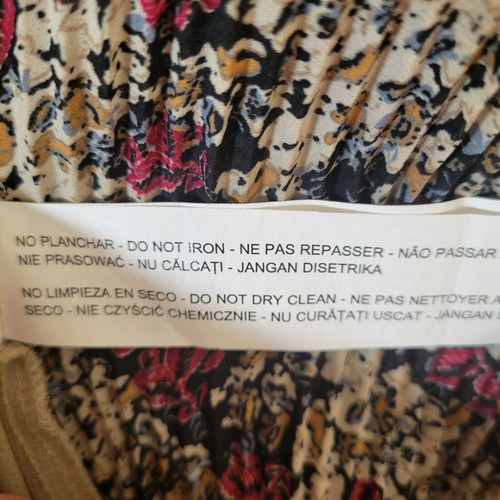 NO PLANCHAR - DO NOT IRON - NE PAS REPASSER - NÃO PASSAR
NIE PRASOWAĆ - NU CĂLCAȚI - JANGAN DISETRIKA
NO LIMPIEZA EN SECO - DO NOT DRY CLEAN - NE PAS NETTOYER A
SECO - NIE CZYŚCIĆ CHEMICZNIE - NU CURĂȚAȚI USCAT - JANGAN